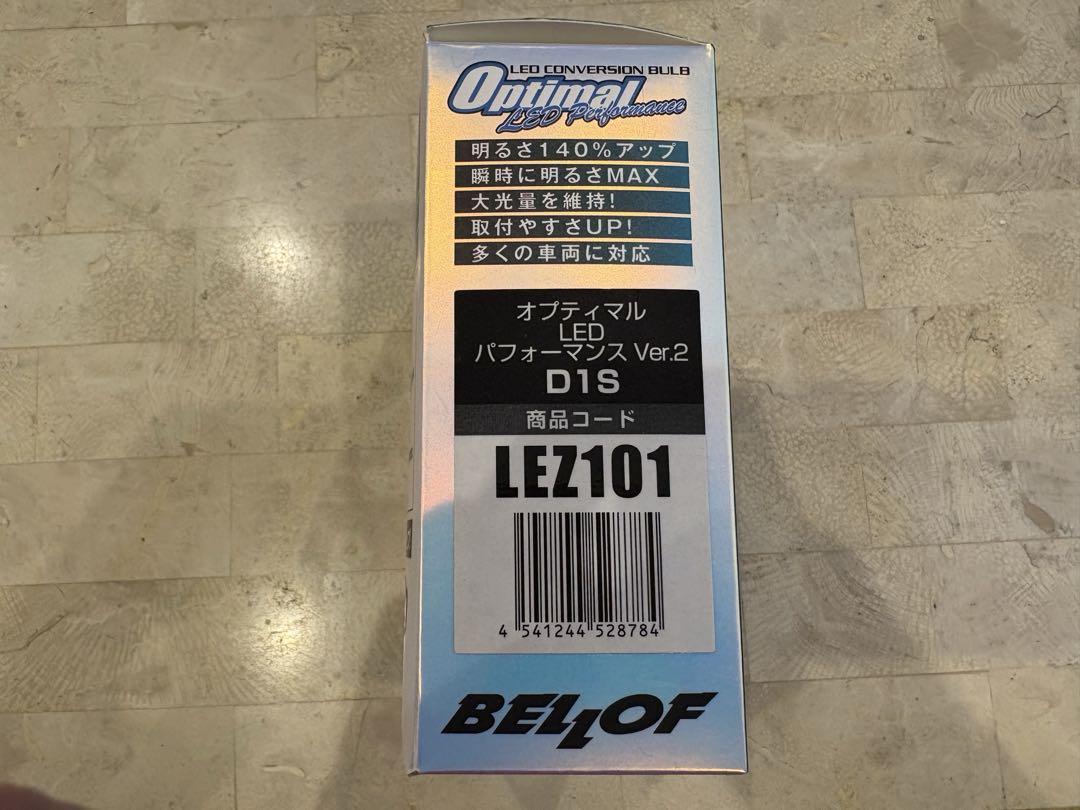 LED CONVERSION BULB
Optimal
LED Performance
明るさ140%アップ
瞬時に明るさMAX
大光量を維持!
取付やすさUP!
多くの車両に対応
オプティマル
LED
パフォーマンス Ver.2
D1S
商品コード
LEZ101
4 541244 528784
BELLOF